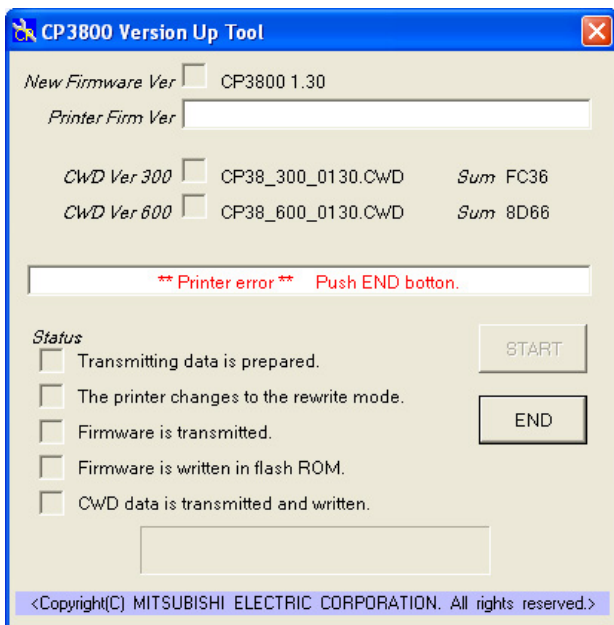 CP3800 Version Up Tool
New Firmware Ver CP3800 1.30
Printer Firm Ver
CWD Ver 300 CP38_300_0130.CWD Sum FC36
CWD Ver 600 CP38_600_0130.CWD Sum 8D66
** Printer error ** Push END botton.
Status
START
Transmitting data is prepared.
The printer changes to the rewrite mode.
END
Firmware is transmitted.
Firmware is written in flash ROM.
CWD data is transmitted and written.
<Copyright(C) MITSUBISHI ELECTRIC CORPORATION. All rights reserved.>